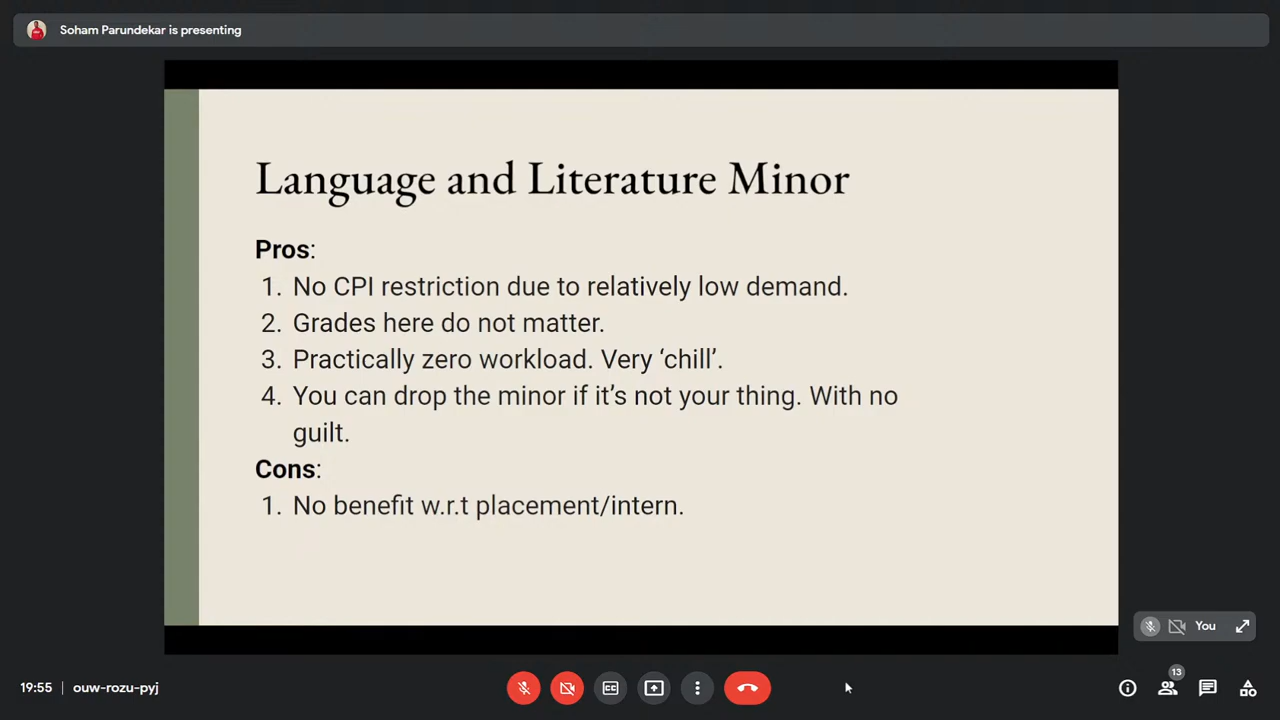 Soham Parundekar is presenting
Language and Literature Minor
Pros:
1. No CPI restriction due to relatively low demand.
2. Grades here do not matter.
3. Practically zero workload. Very ‘chill’.
4. You can drop the minor if it’s not your thing. With no
guilt.
Cons:
1. No benefit w.r.t placement/intern.
You
19:55 | ouw-rozu-pyj
CC
13